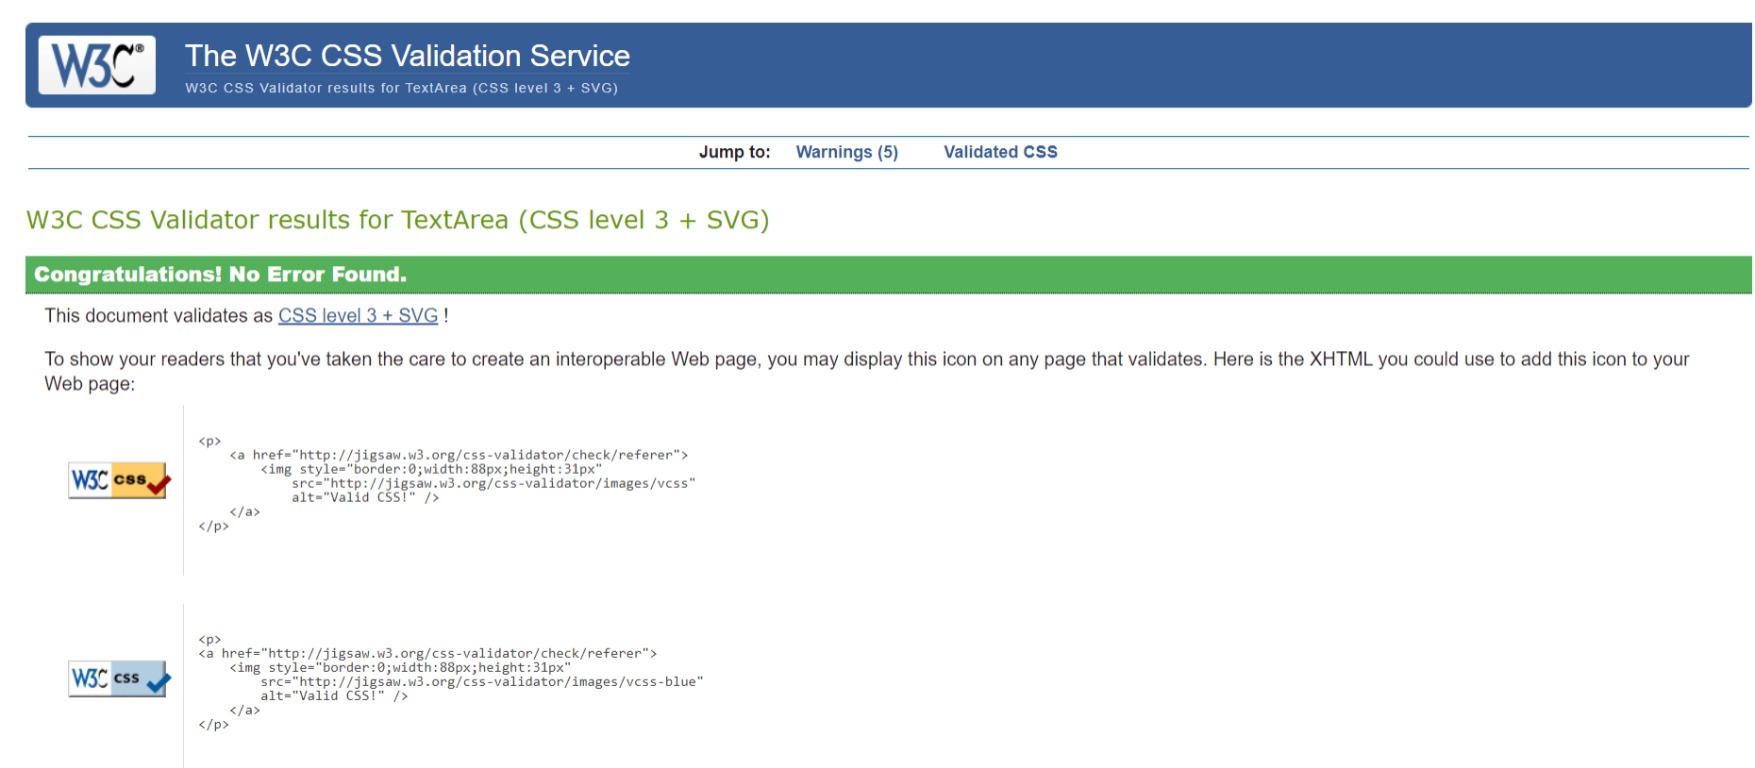 W3C®
The W3C CSS Validation Service
W3C CSS Validator results for TextArea (CSS level 3 + SVG)
Jump to: Warnings (5) Validated CSS
W3C CSS Validator results for TextArea (CSS level 3 + SVG)
Congratulations! No Error Found.
This document validates as CSS level 3 + SVG !
To show your readers that you've taken the care to create an interoperable Web page, you may display this icon on any page that validates. Here is the XHTML you could use to add this icon to your
Web page:
W3C css
<p>
    <a href="http://jigsaw.w3.org/css-validator/check/referer">
        <img style="border:0;width:88px;height:31px"
            src="http://jigsaw.w3.org/css-validator/images/vcss"
            alt="Valid CSS!" />
    </a>
</p>
W3C css
<p>
<a href="http://jigsaw.w3.org/css-validator/check/referer">
    <img style="border:0;width:88px;height:31px"
        src="http://jigsaw.w3.org/css-validator/images/vcss-blue"
        alt="Valid CSS!" />
    </a>
</p>